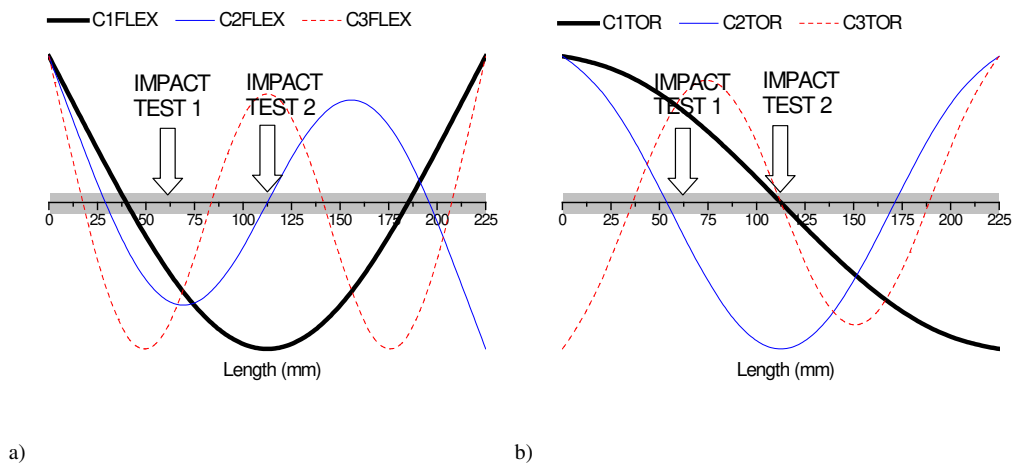 C1FLEX C2FLEX C3FLEX
IMPACT TEST 1
IMPACT TEST 2
0 25 50 75 100 125 150 175 200 225
Length (mm)
a)
C1TOR C2TOR C3TOR
IMPACT TEST 1
IMPACT TEST 2
0 25 50 75 100 125 150 175 200 225
Length (mm)
b)